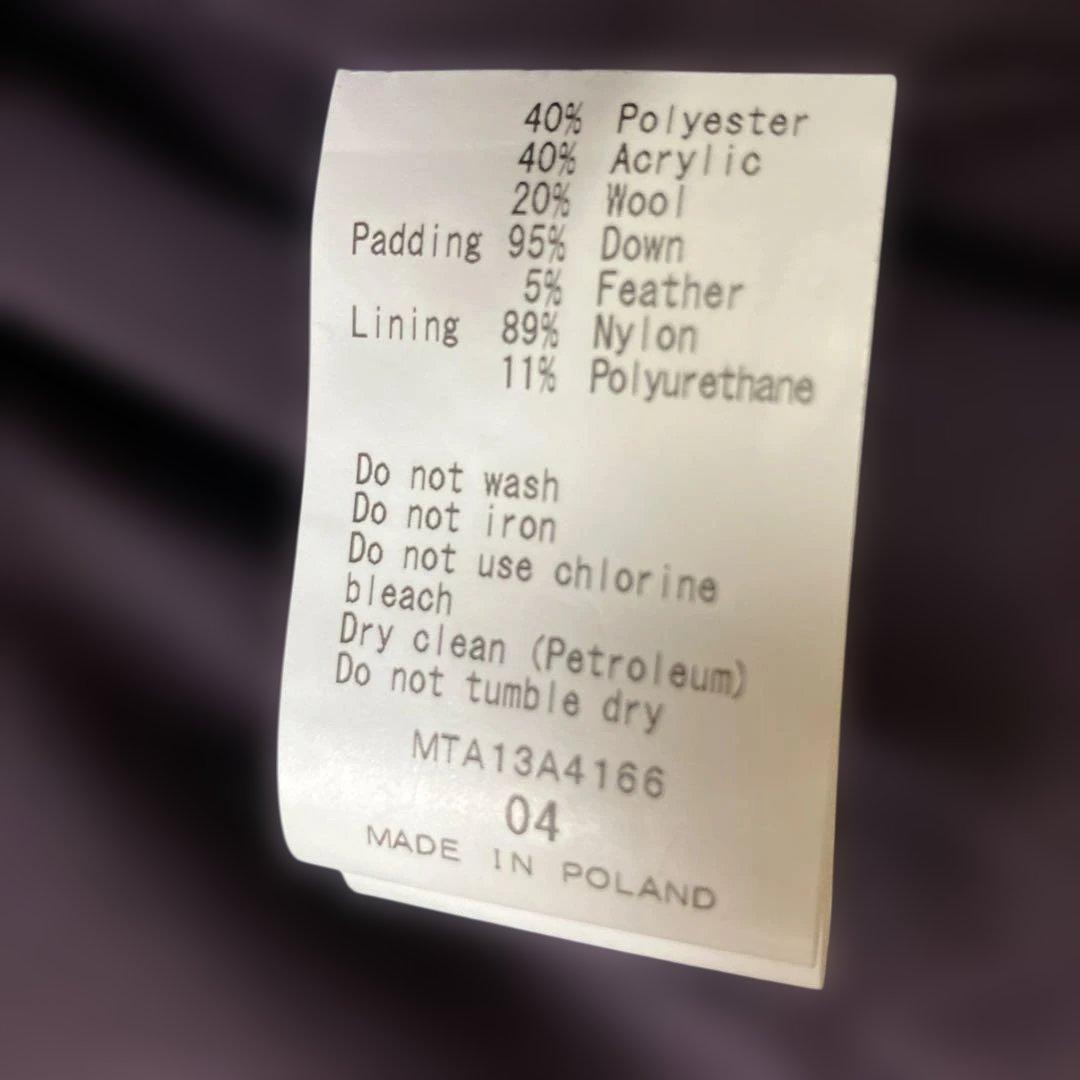 40% Polyester
40% Acrylic
20% Wool
Padding 95% Down
5% Feather
Lining 89% Nylon
11% Polyurethane
Do not wash
Do not iron
Do not use chlorine
bleach
Dry clean (Petroleum)
Do not tumble dry
MTA13A4166
04
MADE IN POLAND